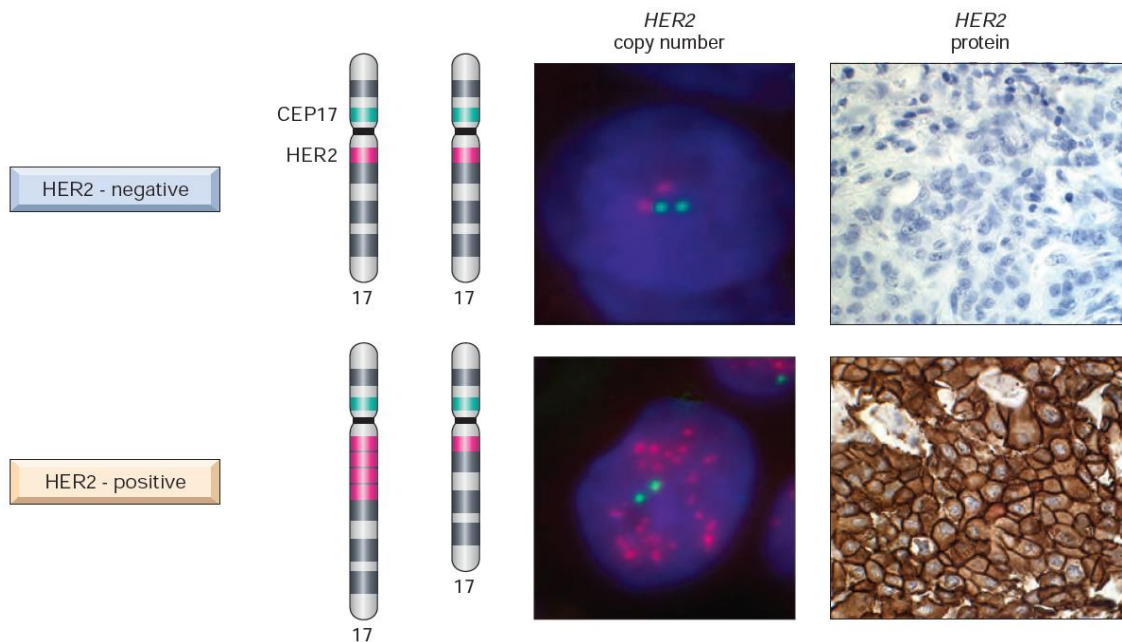 HER2
copy number
HER2
protein
CEP17
HER2
HER2 - negative
17
17
HER2 - positive
17
17